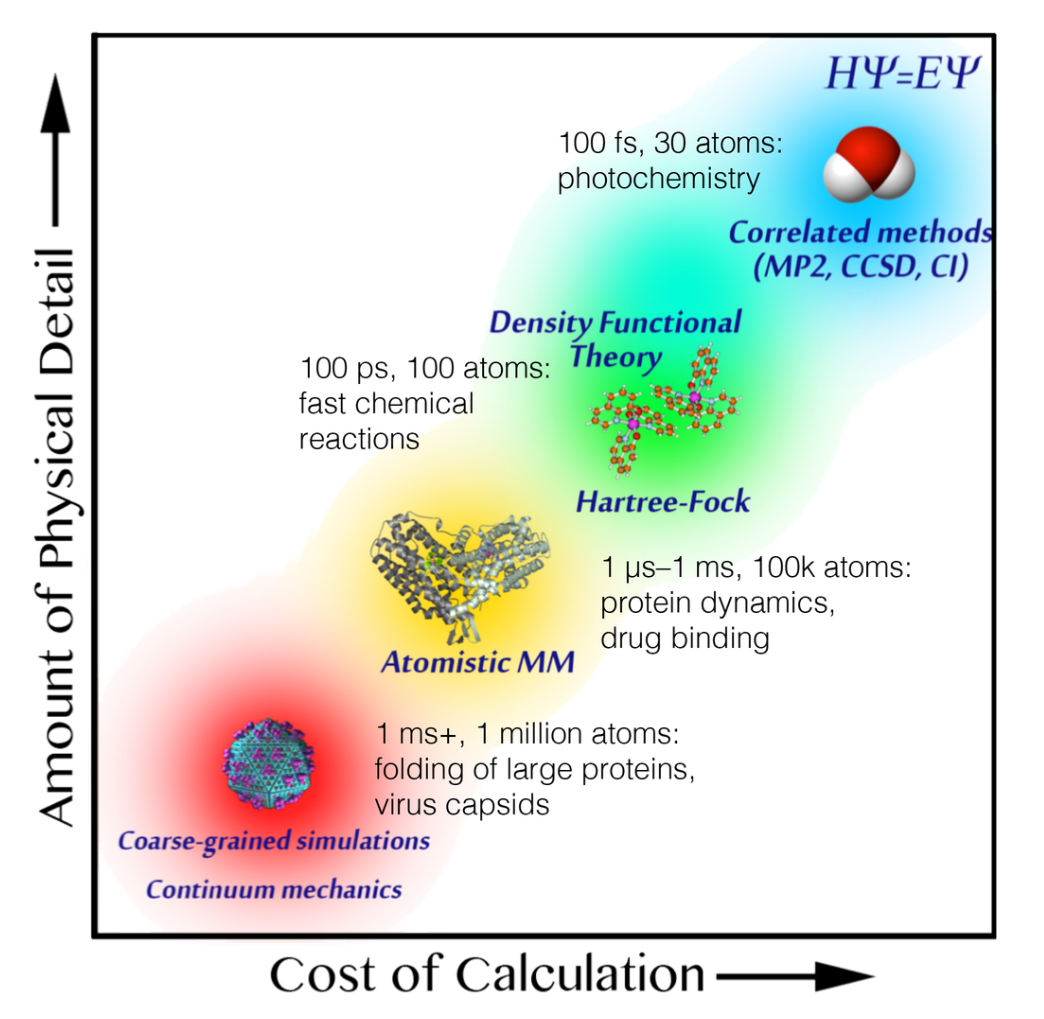 HΨ=EΨ
100 fs, 30 atoms:
photochemistry
Correlated methods
(MP2, CCSD, CI)
Density Functional
Theory
100 ps, 100 atoms:
fast chemical
reactions
Hartree-Fock
1 µs–1 ms, 100k atoms:
protein dynamics,
drug binding
Atomistic MM
1 ms+, 1 million atoms:
folding of large proteins,
virus capsids
Coarse-grained simulations
Continuum mechanics
Amount of Physical Detail
Cost of Calculation